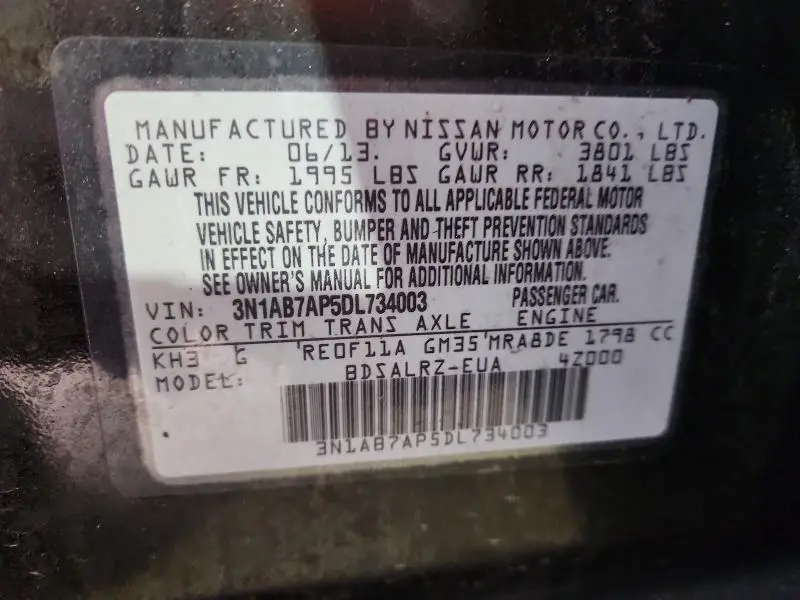 MANUFACTURED BY NISSAN MOTOR CO., LTD.
DATE: 06/13. GVWR: 3801 LBS
GAWR FR: 1995 LBS GAWR RR: 1841 LBS
THIS VEHICLE CONFORMS TO ALL APPLICABLE FEDERAL MOTOR
VEHICLE SAFETY, BUMPER AND THEFT PREVENTION STANDARDS
IN EFFECT ON THE DATE OF MANUFACTURE SHOWN ABOVE.
SEE OWNER'S MANUAL FOR ADDITIONAL INFORMATION.
VIN: 3N1AB7AP5DL734003 PASSENGER CAR.
COLOR TRIM TRANS AXLE ENGINE
KH3 G RE0F11A GM35 MRA8DE 1798 CC
MODEL: BDSALRZ-EUA 4Z000
3N1AB7AP5DL734003